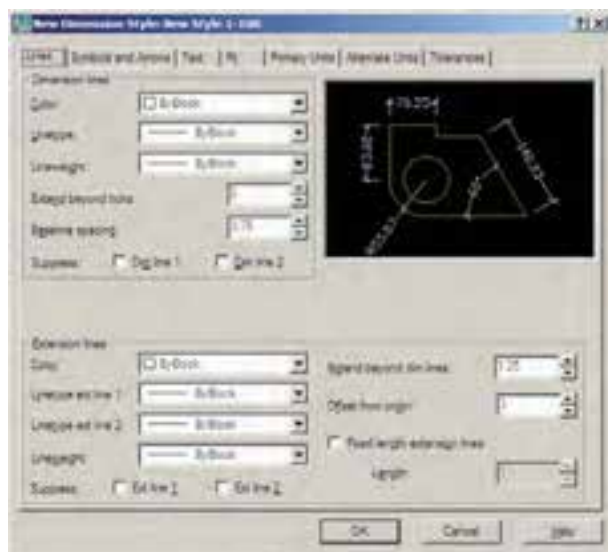 New Dimension Style: New Style 1-
Lines Symbols and Arrows Text Fit Primary Units Alternate Units Tolerances
Dimension lines
Color: ByBlock
Linetype: ByBlock
Lineweight: ByBlock
Extend beyond ticks:
Baseline spacing: 3.75
Suppress: Dim line 1 Dim line 2
Extension lines
Color: ByBlock
Linetype ext line 1: ByBlock
Linetype ext line 2: ByBlock
Lineweight: ByBlock
Suppress: Ext line 1 Ext line 2
Extend beyond dim lines: 1.25
Offset from origin:
Fixed length extension lines
Length:
OK Cancel Help